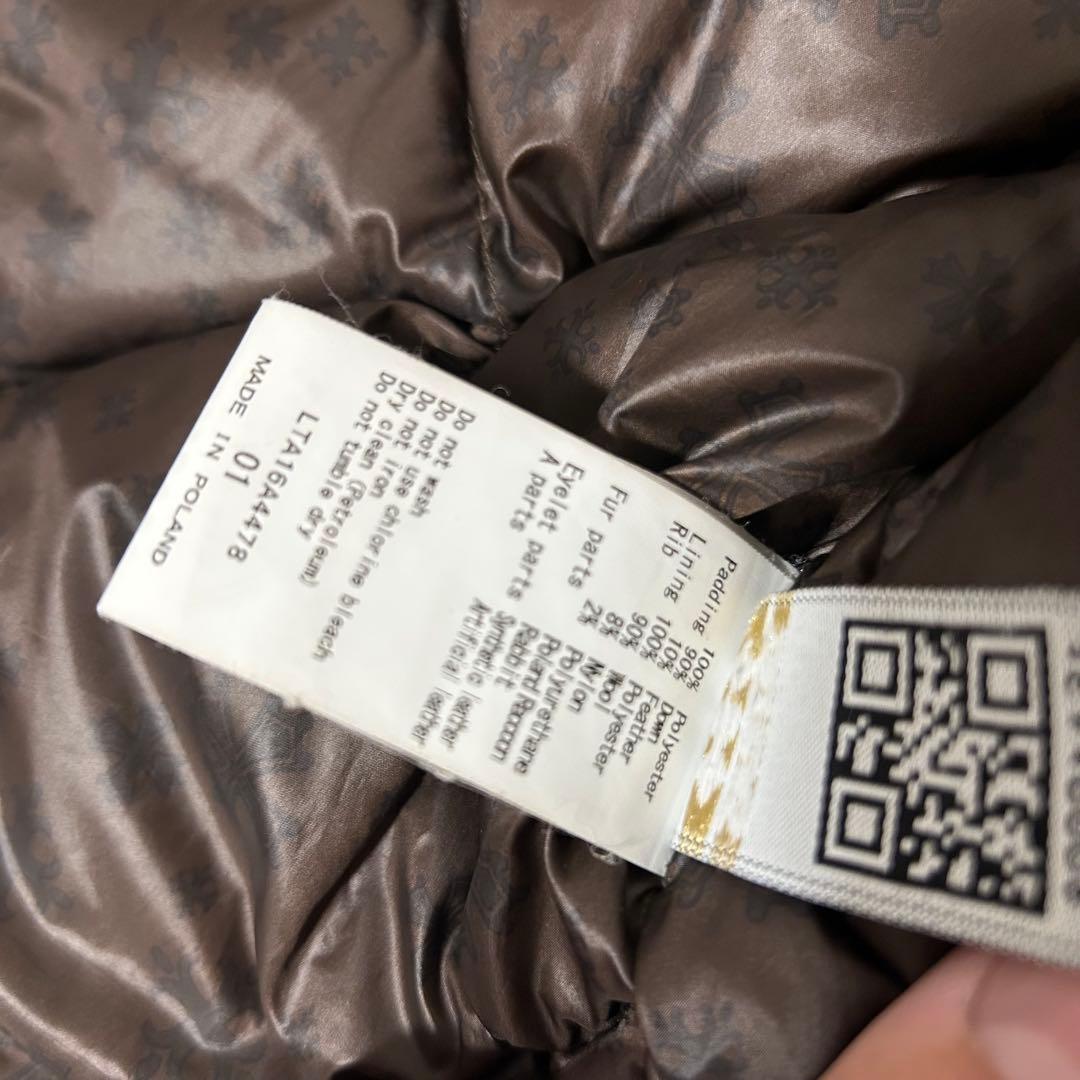 100% Polyester
Padding 90% Down
10% Feather
Lining 100% Polyester
Rib 90% Wool
8% Nylon
2% Polyurethane
Fur parts Poland Raccoon
Rabbit
Eyelet parts Synthetic leather
A parts Artificial leather
Do not wash
Do not use chlorine bleach
Do not iron
Dry clean (Petroleum)
Do not tumble dry
LTA16A4478
01
MADE IN POLAND